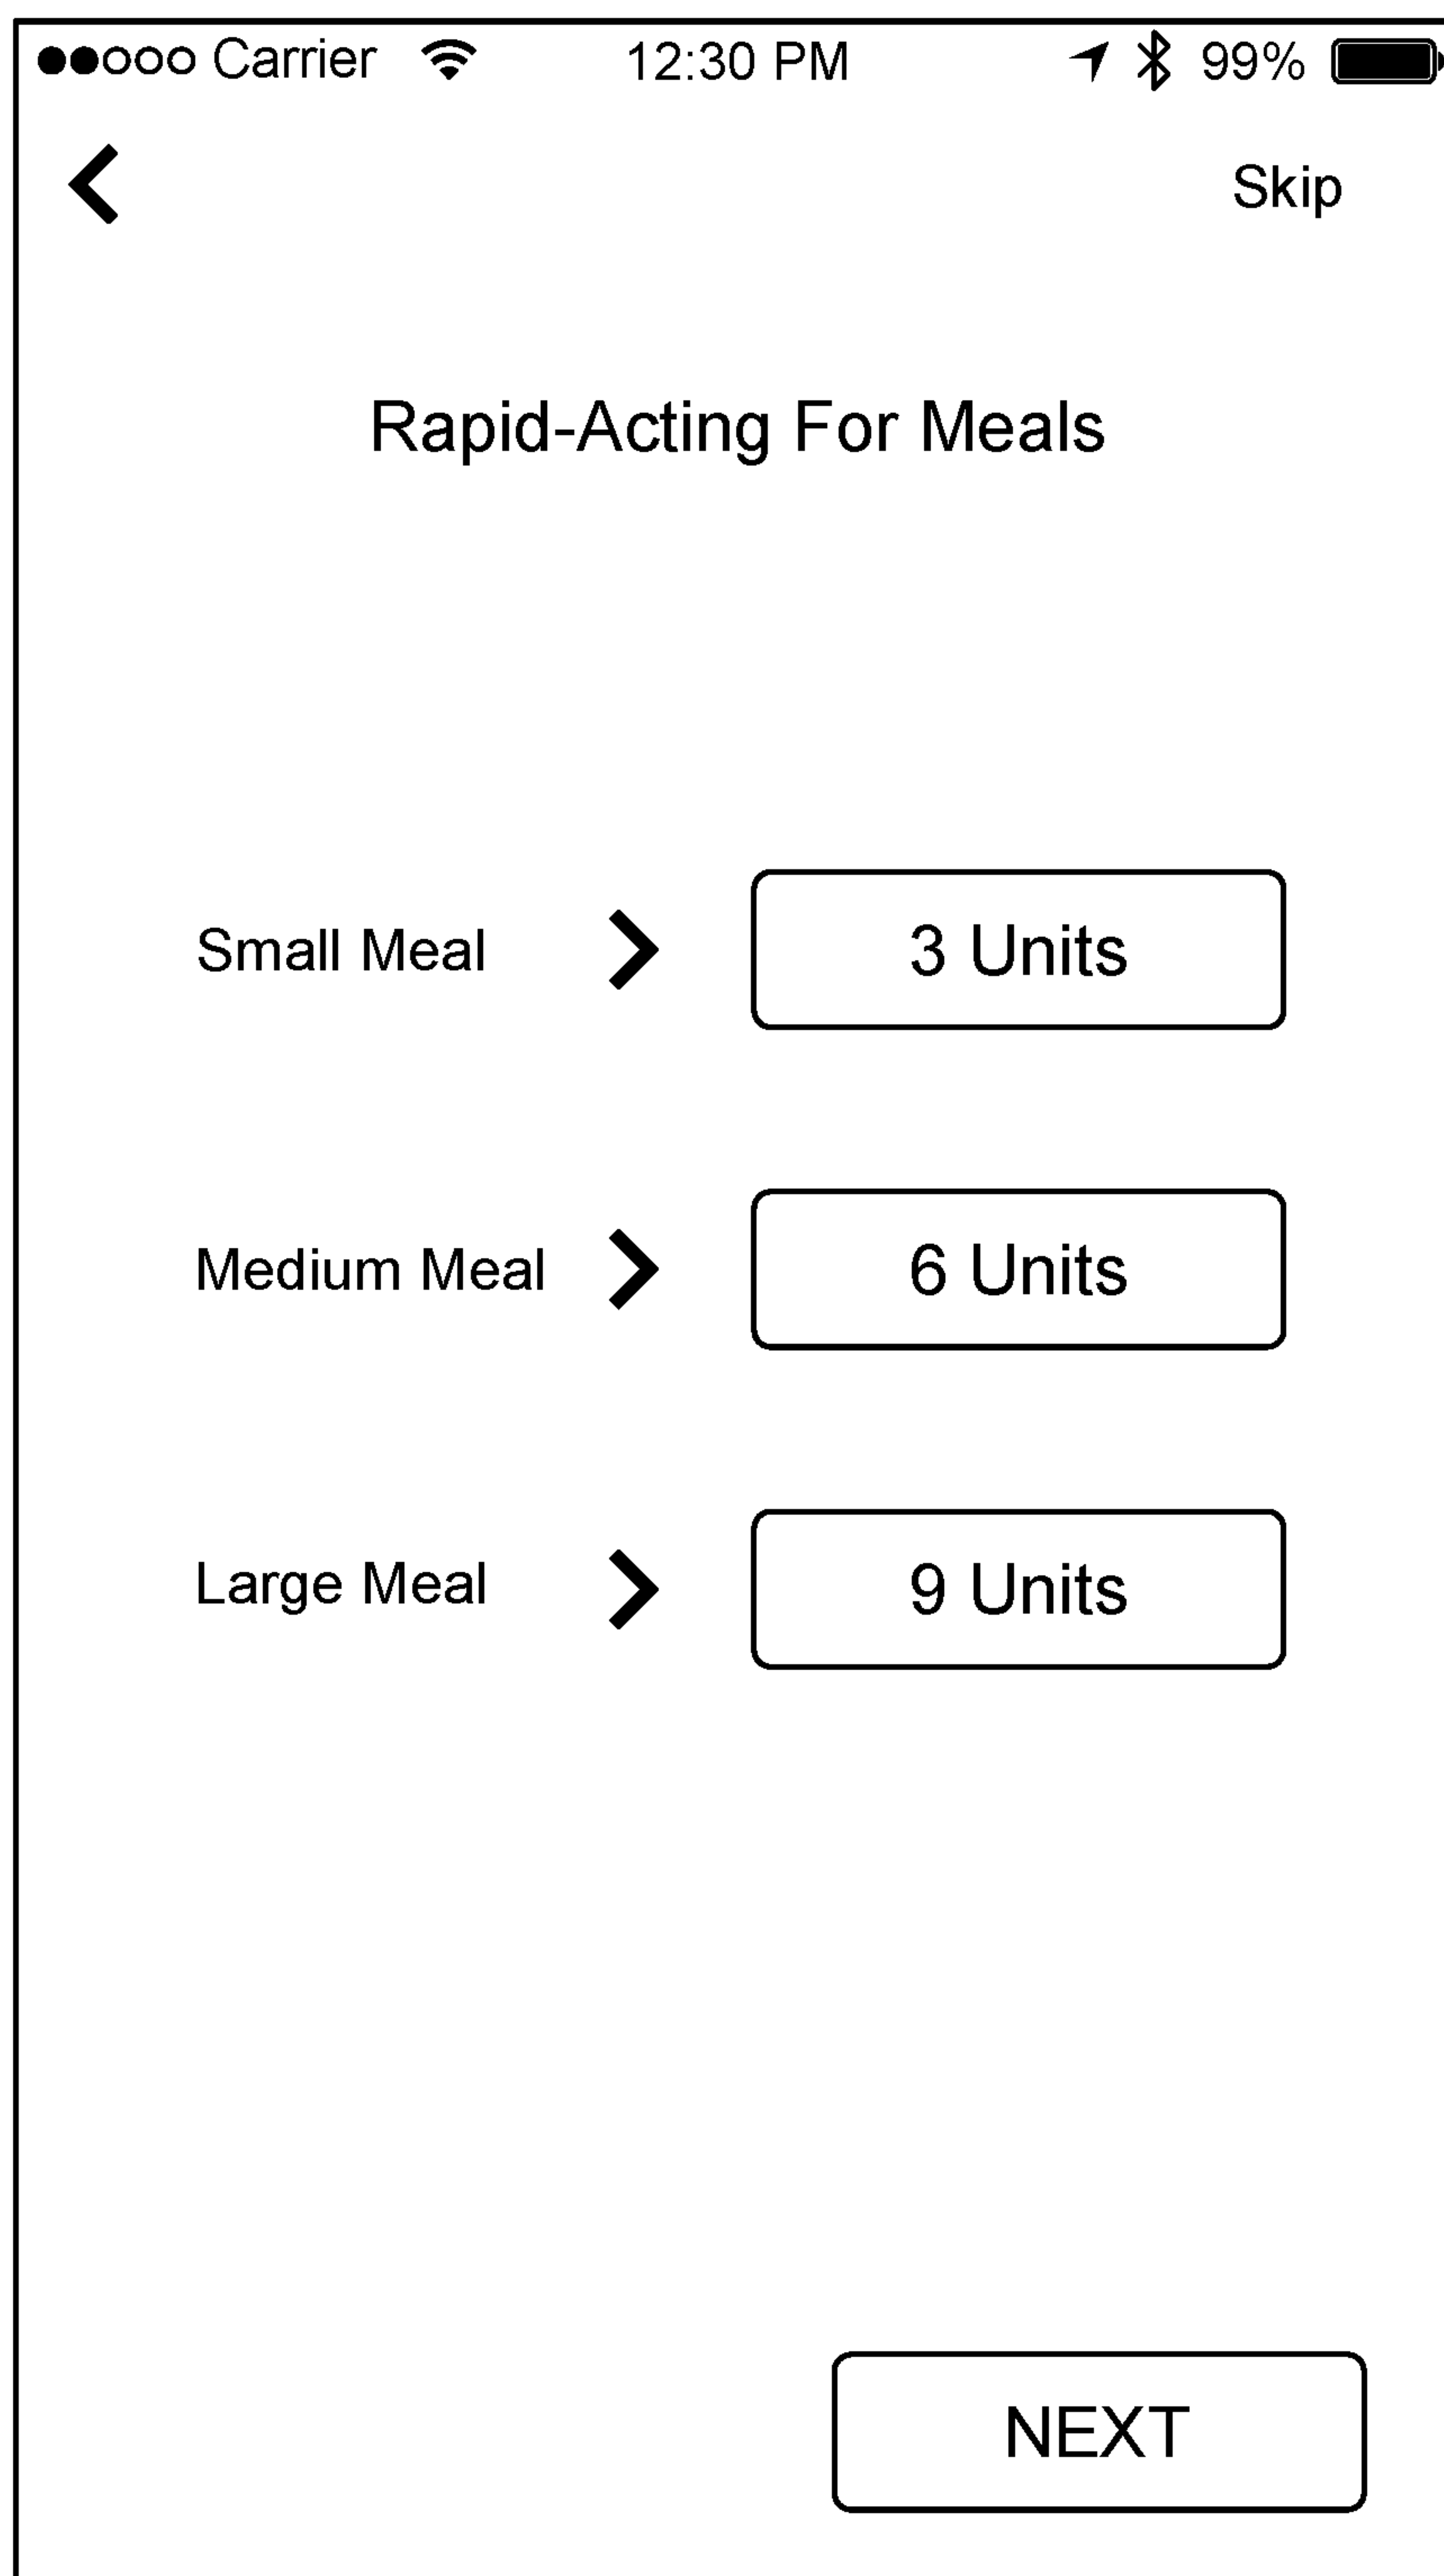 Carrier 12:30 PM 99%
Skip
Rapid-Acting For Meals
Small Meal 3 Units
Medium Meal 6 Units
Large Meal 9 Units
NEXT